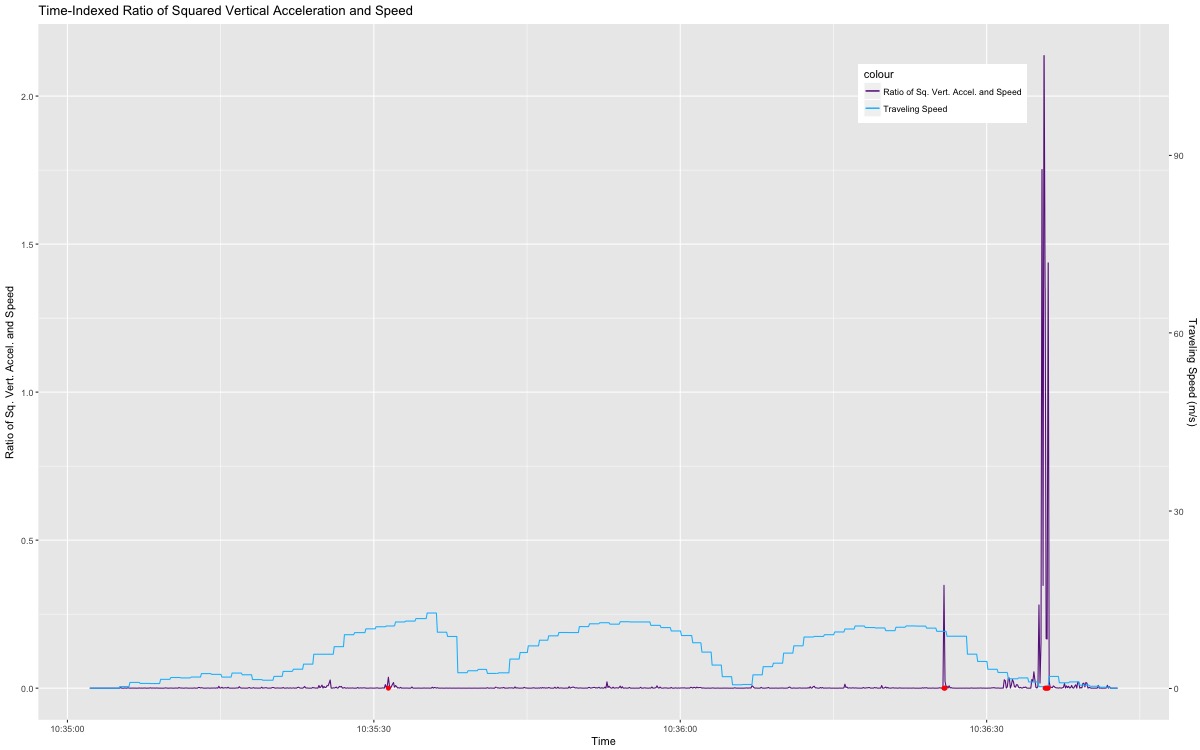 Time-Indexed Ratio of Squared Vertical Acceleration and Speed
colour
Ratio of Sq. Vert. Accel. and Speed
Traveling Speed
2.0
1.5
1.0
0.5
0.0
Ratio of Sq. Vert. Accel. and Speed
90
60
30
0
Traveling Speed (m/s)
10:35:00
10:35:30
10:36:00
10:36:30
Time